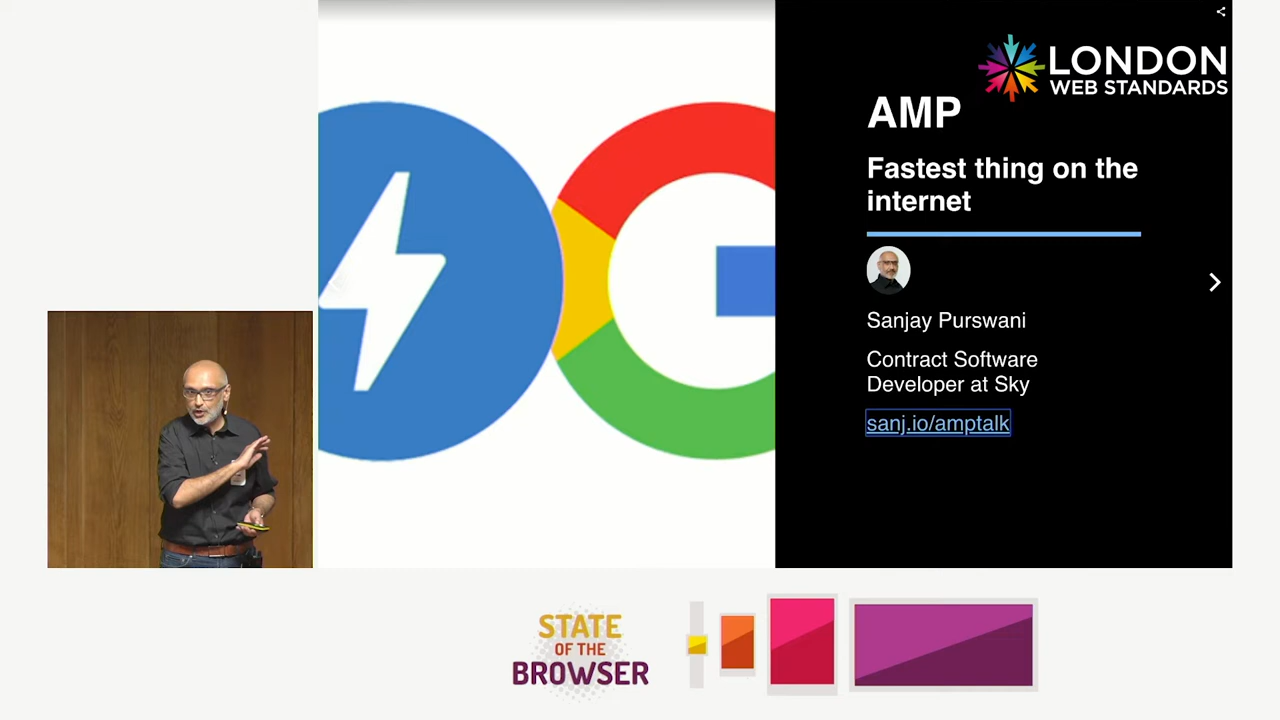 LONDON
WEB STANDARDS
AMP
Fastest thing on the
internet
Sanjay Purswani
Contract Software
Developer at Sky
sanj.io/amptalk
STATE
OF THE
BROWSER